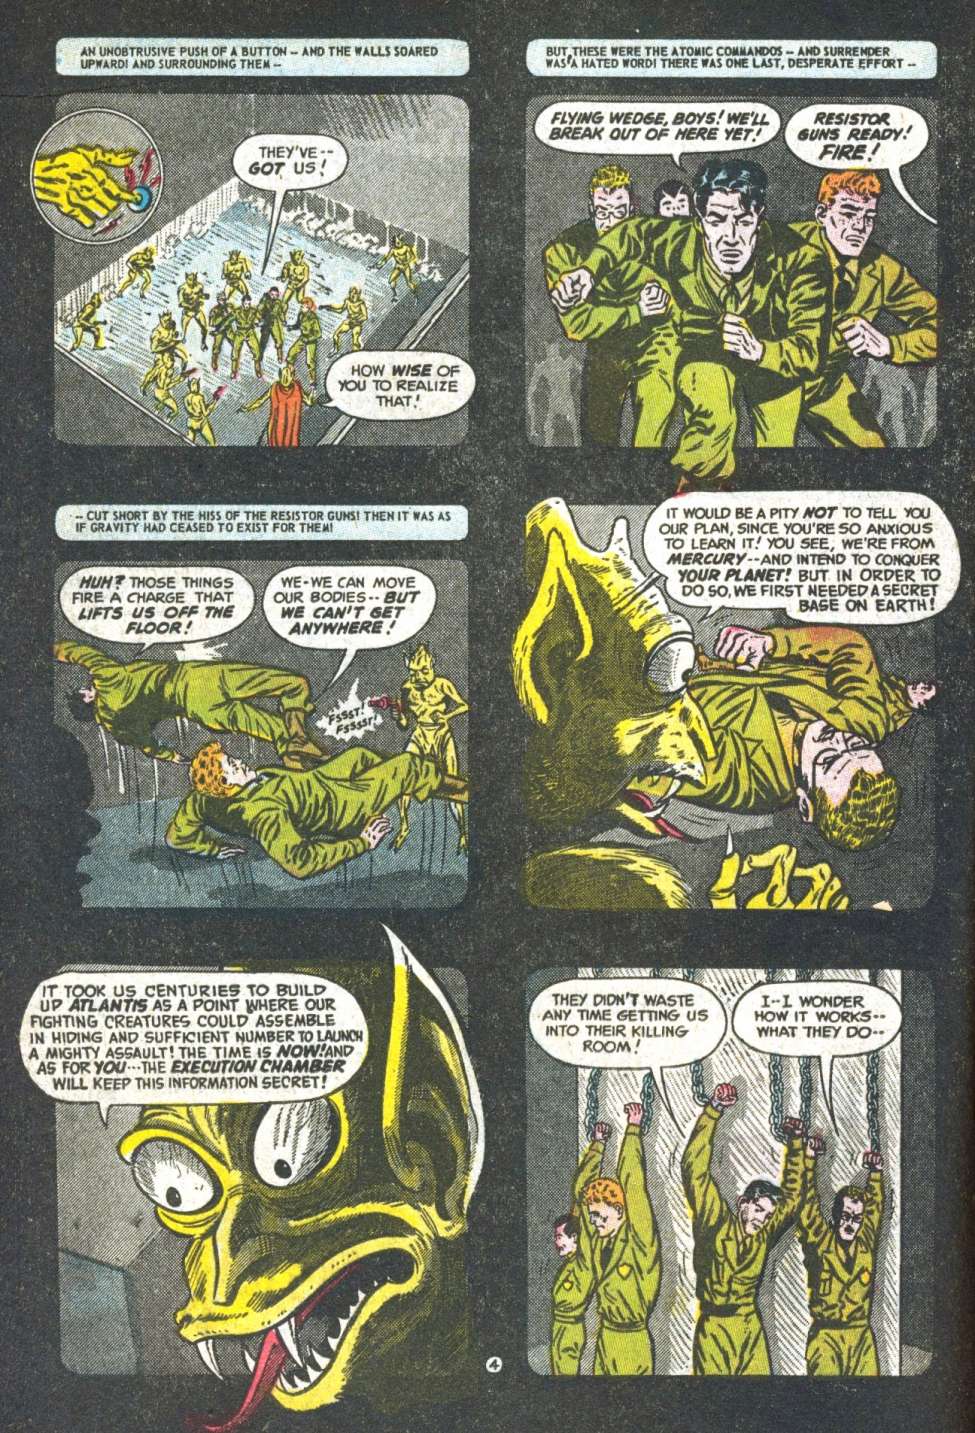 AN UNOBTRUSIVE PUSH OF A BUTTON -- AND THE WALLS SOARED
UPWARD! AND SURROUNDING THEM --
THEY'VE--
GOT US!
HOW WISE OF
YOU TO REALIZE
THAT!
BUT, THESE WERE THE ATOMIC COMMANDOS -- AND SURRENDER
WAS A HATED WORD! THERE WAS ONE LAST, DESPERATE EFFORT --
FLYING WEDGE, BOYS! WE'LL
BREAK OUT OF HERE YET!
RESISTOR
GUNS READY!
FIRE!
-- CUT SHORT BY THE HISS OF THE RESISTOR GUNS! THEN IT WAS AS
IF GRAVITY HAD CEASED TO EXIST FOR THEM!
HUH? THOSE THINGS
FIRE A CHARGE THAT
LIFTS US OFF THE
FLOOR!
WE-WE CAN MOVE
OUR BODIES-- BUT
WE CAN'T GET
ANYWHERE!
FSSST!
FSSSST!
IT WOULD BE A PITY NOT TO TELL YOU
OUR PLAN, SINCE YOU'RE SO ANXIOUS
TO LEARN IT! YOU SEE, WE'RE FROM
MERCURY--AND INTEND TO CONQUER
YOUR PLANET! BUT IN ORDER TO
DO SO, WE FIRST NEEDED A SECRET
BASE ON EARTH!
IT TOOK US CENTURIES TO BUILD
UP ATLANTIS AS A POINT WHERE OUR
FIGHTING CREATURES COULD ASSEMBLE
IN HIDING AND SUFFICIENT NUMBER TO LAUNCH
A MIGHTY ASSAULT! THE TIME IS NOW! AND
AS FOR YOU---THE EXECUTION CHAMBER
WILL KEEP THIS INFORMATION SECRET!
THEY DIDN'T WASTE
ANY TIME GETTING US
INTO THEIR KILLING
ROOM!
I--I WONDER
HOW IT WORKS--
WHAT THEY DO--
4